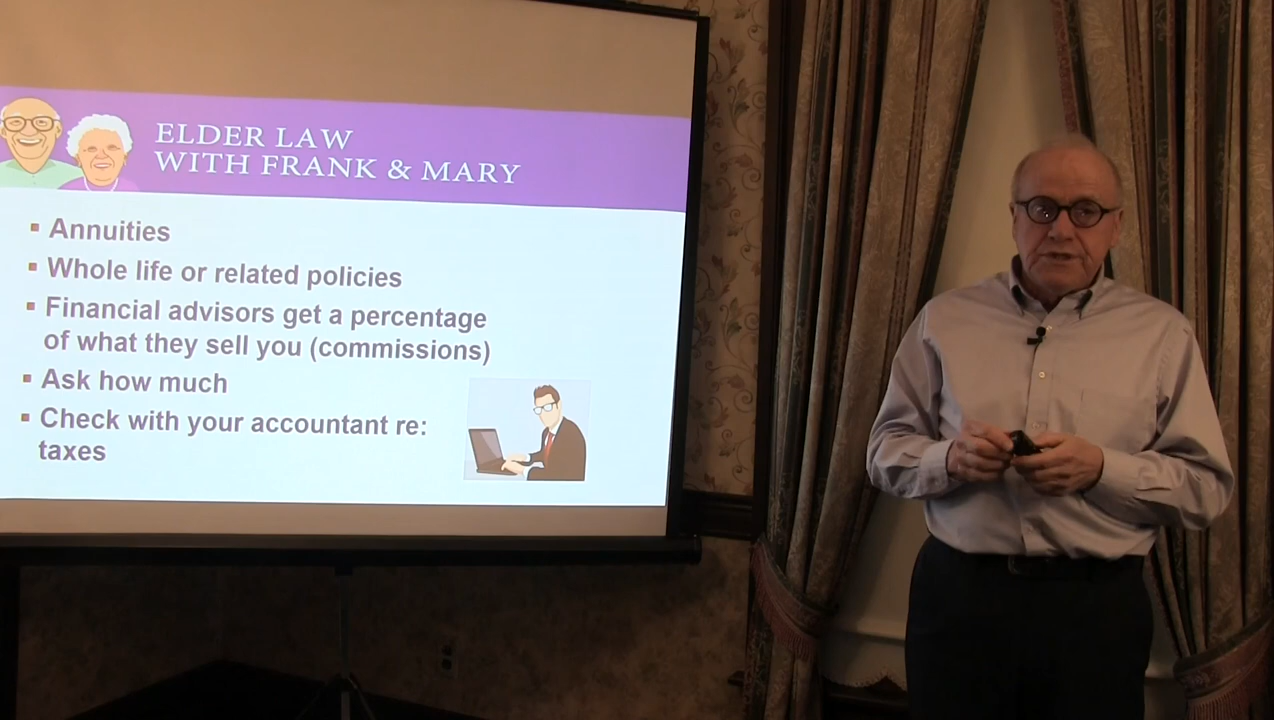 ELDER LAW
WITH FRANK & MARY
Annuities
Whole life or related policies
Financial advisors get a percentage
of what they sell you (commissions)
Ask how much
Check with your accountant re:
taxes